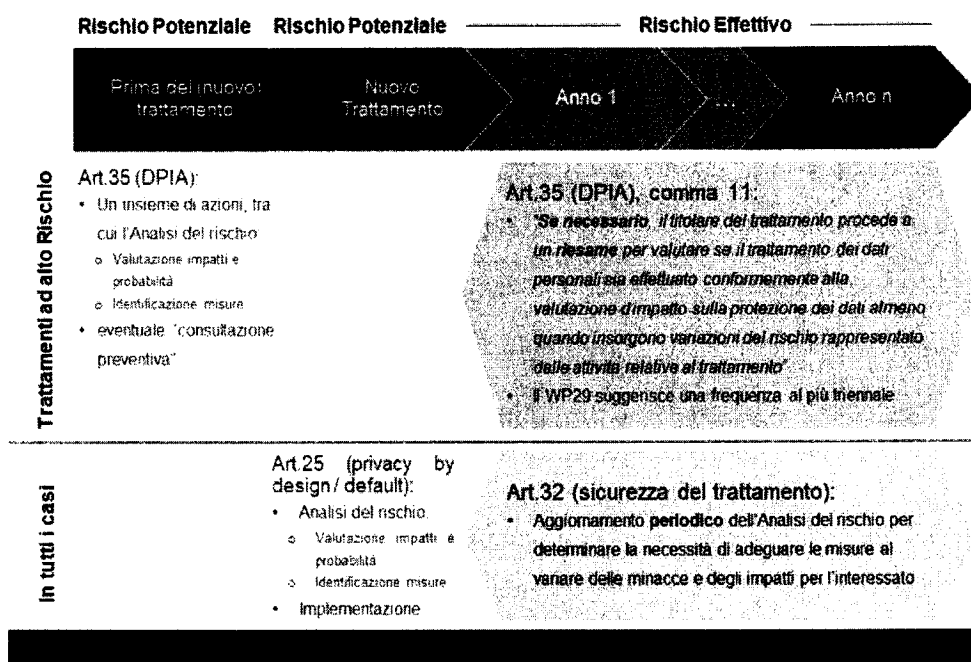 Rischio Potenziale
Rischio Potenziale
Rischio Effettivo
Prima del (nuovo)
trattamento
Nuovo
Trattamento
Anno 1
...
Anno n
Trattamenti ad alto Rischio
Art.35 (DPIA):
• Un insieme di azioni, tra
cui l'Analisi del rischio
o Valutazione impatti e
probabilità
o Identificazione misure
• eventuale "consultazione
preventiva"
Art.35 (DPIA), comma 11:
• "Se necessario, il titolare del trattamento procede a
un riesame per valutare se il trattamento dei dati
personali sia effettuato conformemente alla
valutazione d'impatto sulla protezione dei dati almeno
quando insorgono variazioni del rischio rappresentato
dalle attività relative al trattamento"
• Il WP29 suggerisce una frequenza al più triennale
In tutti i casi
Art.25 (privacy by
design / default):
• Analisi del rischio.
o Valutazione impatti e
probabilità
o Identificazione misure
• Implementazione
Art.32 (sicurezza del trattamento):
• Aggiornamento periodico dell'Analisi del rischio per
determinare la necessità di adeguare le misure al
variare delle minacce e degli impatti per l'interessato